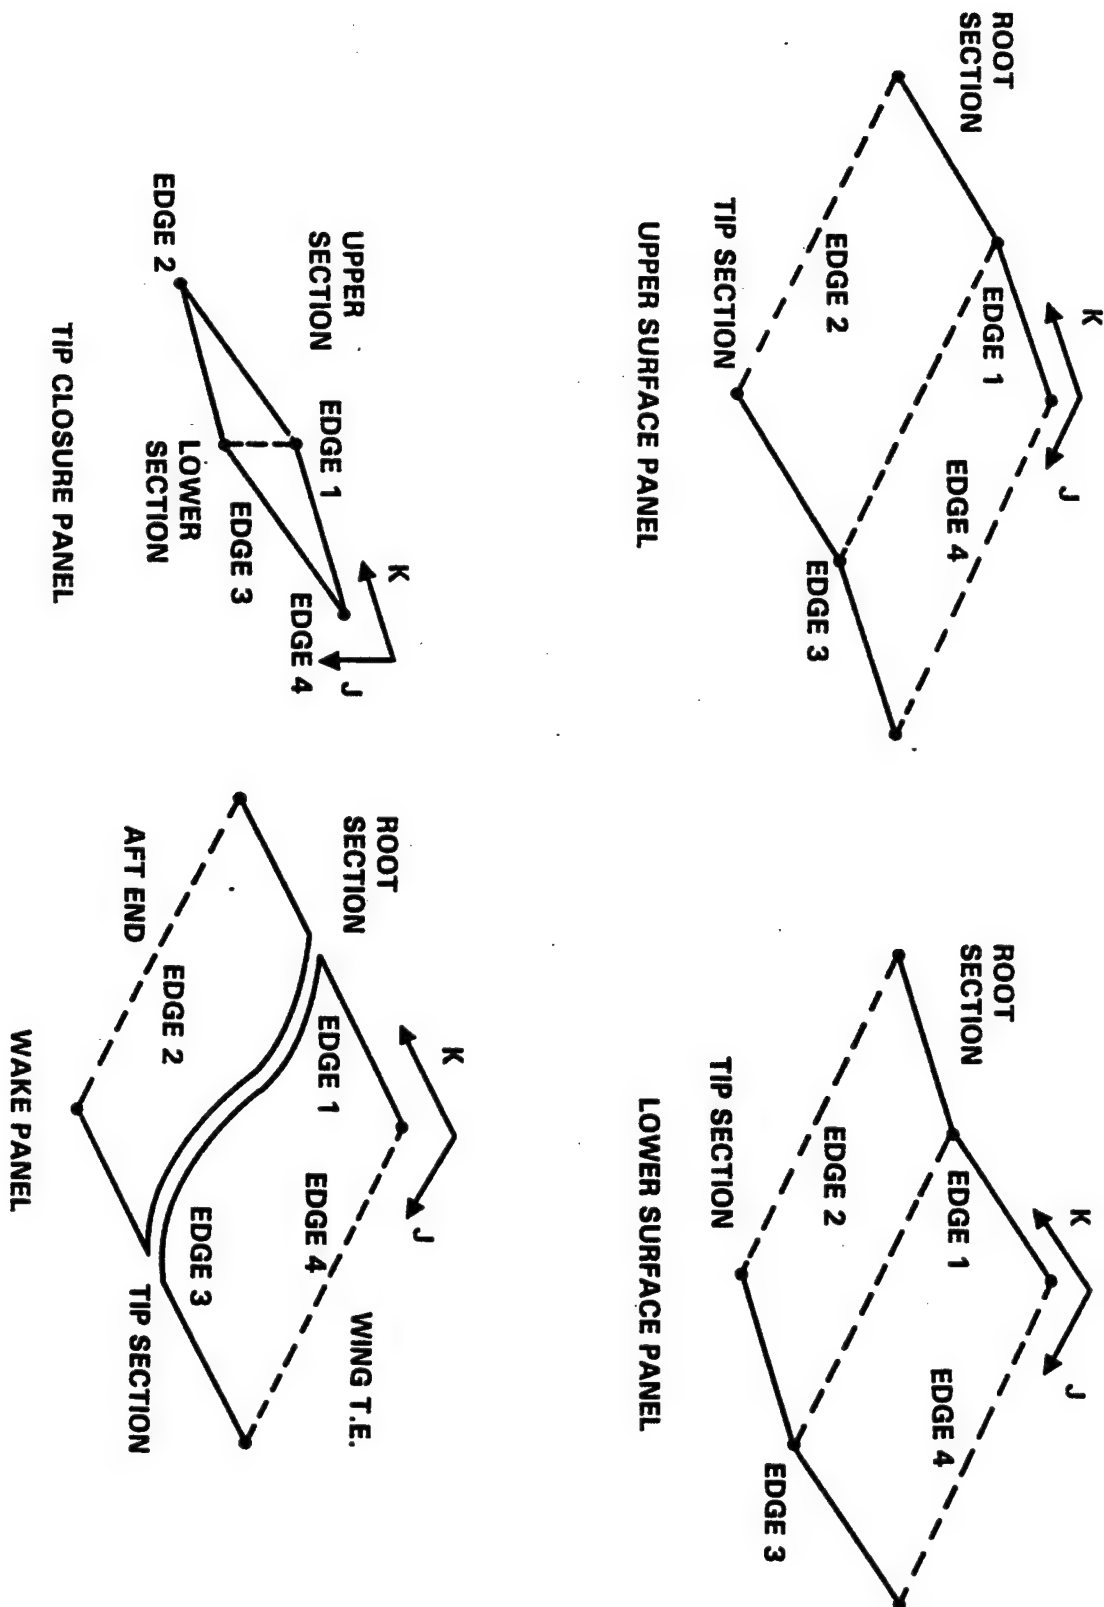 ROOT
SECTION
K
J
EDGE 1
EDGE 4
EDGE 2
EDGE 3
TIP SECTION
UPPER SURFACE PANEL
ROOT
SECTION
K
J
EDGE 1
EDGE 4
EDGE 2
EDGE 3
TIP SECTION
LOWER SURFACE PANEL
UPPER
SECTION
K
J
EDGE 1
EDGE 4
EDGE 2
EDGE 3
LOWER
SECTION
TIP CLOSURE PANEL
ROOT
SECTION
K
J
EDGE 1
EDGE 4
WING T.E.
AFT END
EDGE 2
EDGE 3
TIP SECTION
WAKE PANEL